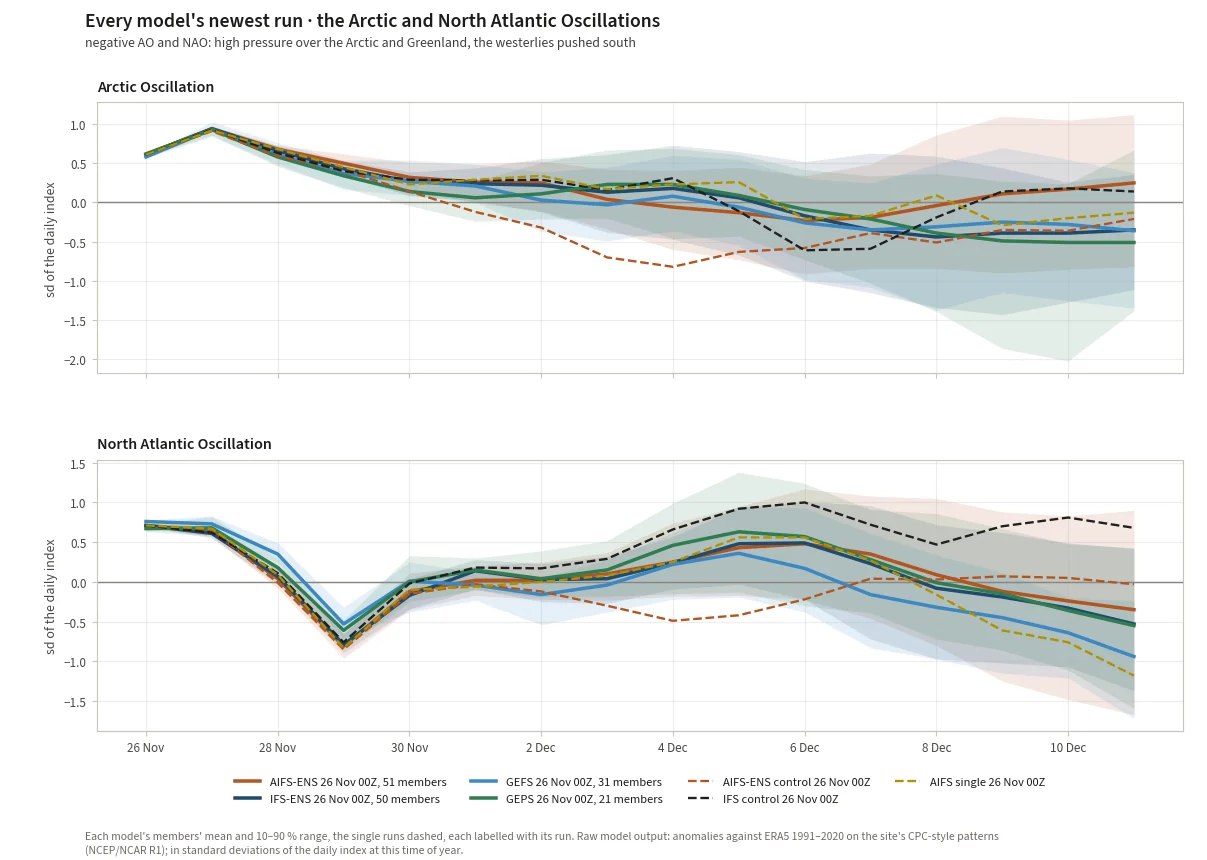 Every model's newest run · the Arctic and North Atlantic Oscillations
negative AO and NAO: high pressure over the Arctic and Greenland, the westerlies pushed south
Arctic Oscillation
1.0
0.5
0.0
−0.5
−1.0
−1.5
−2.0
sd of the daily index
North Atlantic Oscillation
1.5
1.0
0.5
0.0
−0.5
−1.0
−1.5
sd of the daily index
26 Nov 28 Nov 30 Nov 2 Dec 4 Dec 6 Dec 8 Dec 10 Dec
AIFS-ENS 26 Nov 00Z, 51 members GEFS 26 Nov 00Z, 31 members AIFS-ENS control 26 Nov 00Z AIFS single 26 Nov 00Z
IFS-ENS 26 Nov 00Z, 50 members GEPS 26 Nov 00Z, 21 members IFS control 26 Nov 00Z
Each model's members' mean and 10–90 % range, the single runs dashed, each labelled with its run. Raw model output: anomalies against ERA5 1991–2020 on the site's CPC-style patterns
(NCEP/NCAR R1); in standard deviations of the daily index at this time of year.